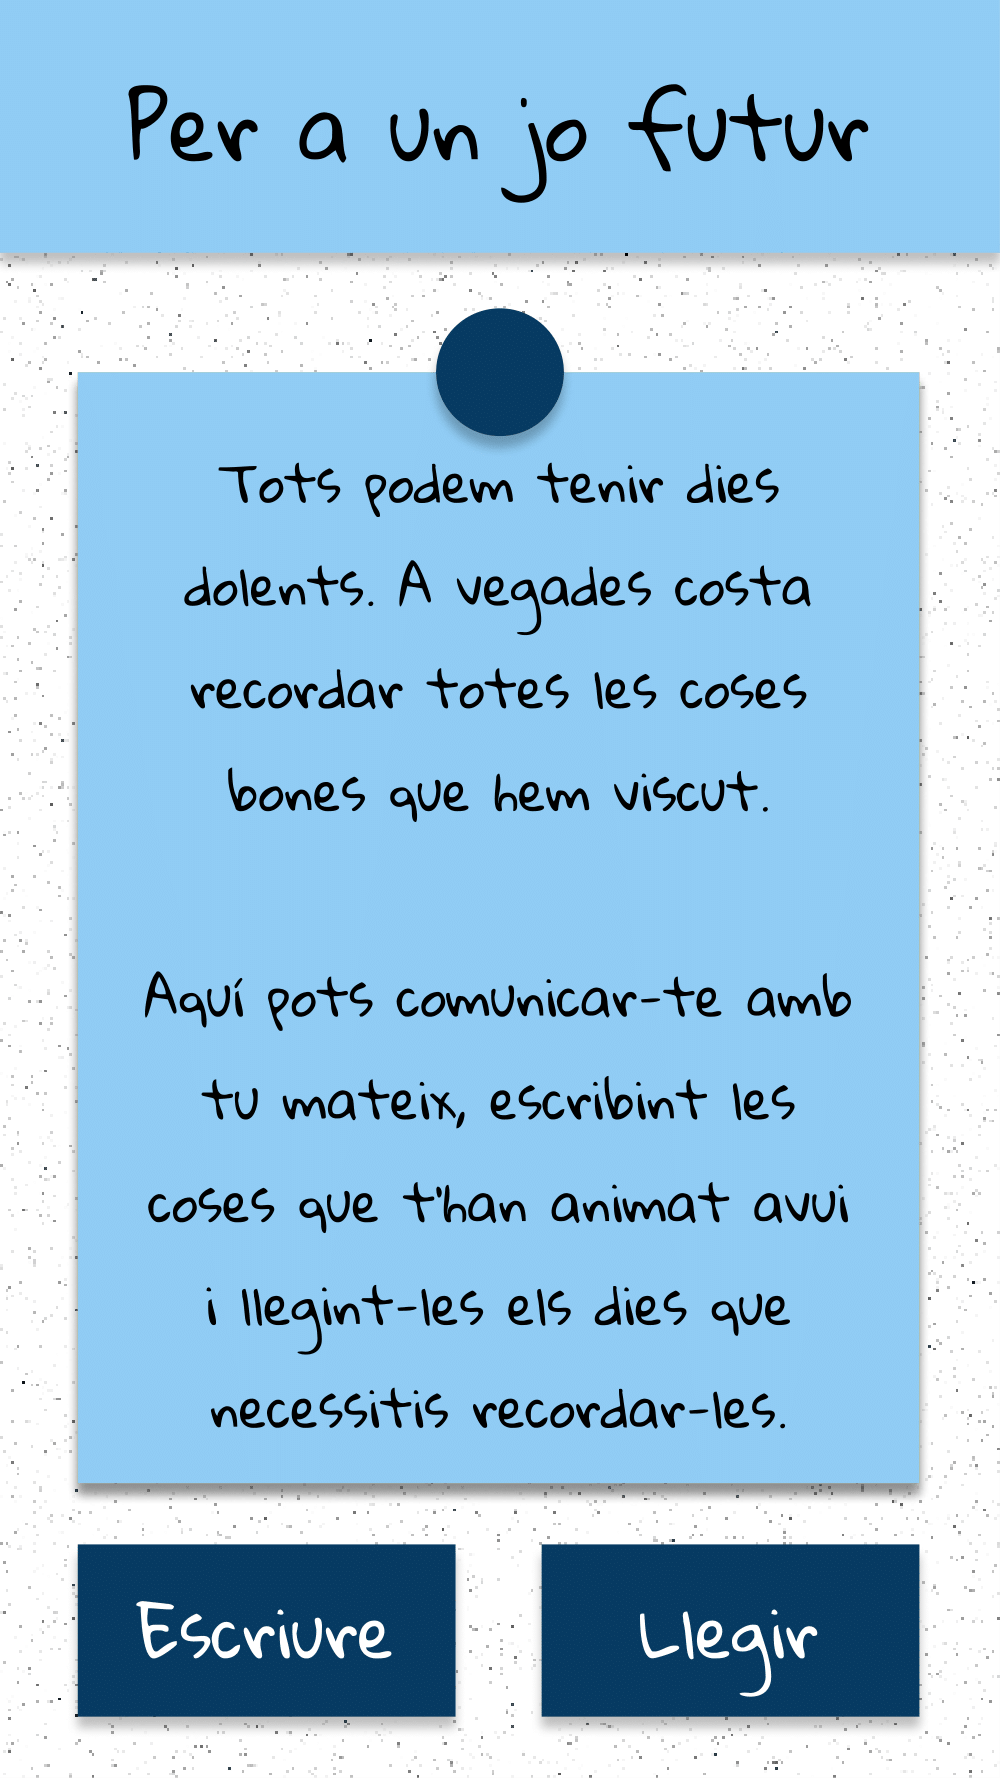 Per a un jo futur
Tots podem tenir dies
dolents. A vegades costa
recordar totes les coses
bones que hem viscut.
Aquí pots comunicar-te amb
tu mateix, escribint les
coses que t'han animat avui
i llegint-les els dies que
necessitis recordar-les.
Escriure
Llegir